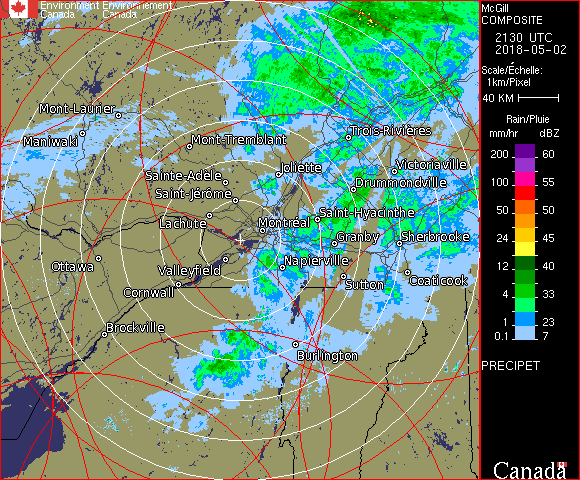 Environment Environnement
Canada Canada
McGill
COMPOSITE
2130 UTC
2018-05-02
Scale/Échelle:
1km/Pixel
40 KM
Rain/Pluie
mm/hr dBZ
200 60
150 57
100 55
50 50
24 45
12 40
4 33
1 23
0.1 7
PRECIPET
Canada
Mont-Laurier
Maniwaki
Mont-Tremblant
Trois-Rivières
Joliette
Victoriaville
Sainte-Adèle
Drummondville
Saint-Jérôme
Saint-Hyacinthe
Lachute
Montréal
Granby
Sherbrooke
Ottawa
Valleyfield
Napierville
Cornwall
Sutton
Coaticook
Brockville
Burlington